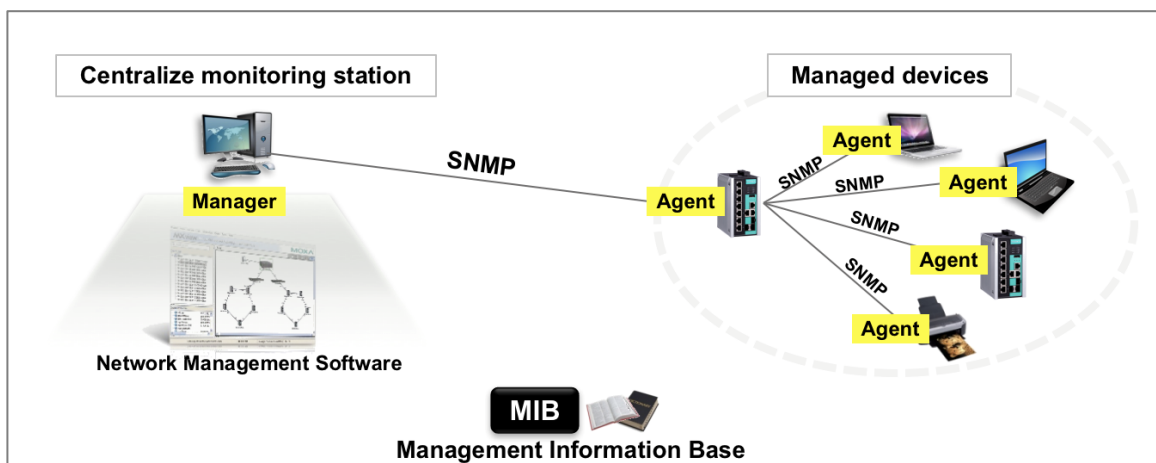 Centralize monitoring station
Managed devices
Agent
SNMP
SNMP
Agent
SNMP
Manager
Agent
SNMP
Agent
SNMP
Agent
MOXA
Network Management Software
MIB
Management Information Base